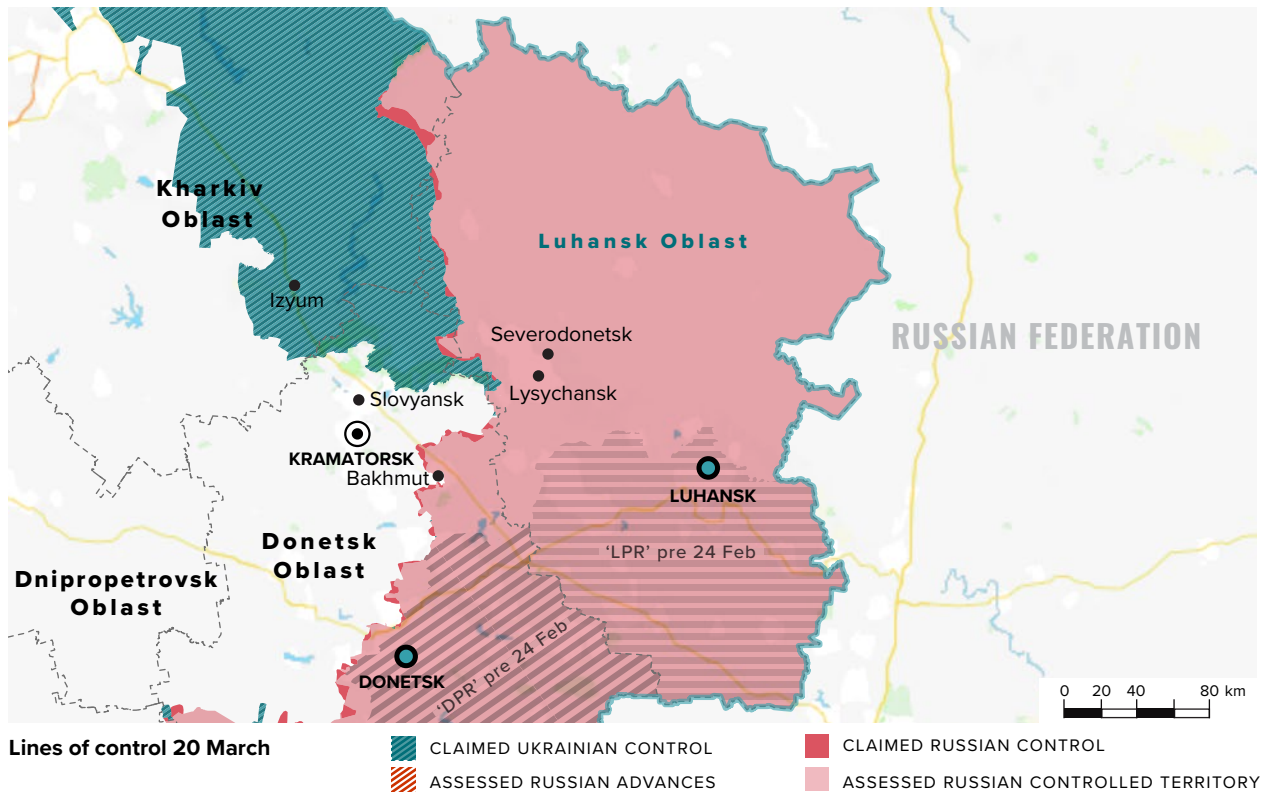 Kharkiv
Oblast
Luhansk Oblast
Izyum
RUSSIAN FEDERATION
Severodonetsk
Lysychansk
Slovyansk
KRAMATORSK
Bakhmut
LUHANSK
Donetsk
Oblast
'LPR' pre 24 Feb
Dnipropetrovsk
Oblast
'DPR' pre 24 Feb
DONETSK
0 20 40 80 km
Lines of control 20 March
CLAIMED UKRAINIAN CONTROL
CLAIMED RUSSIAN CONTROL
ASSESSED RUSSIAN ADVANCES
ASSESSED RUSSIAN CONTROLLED TERRITORY